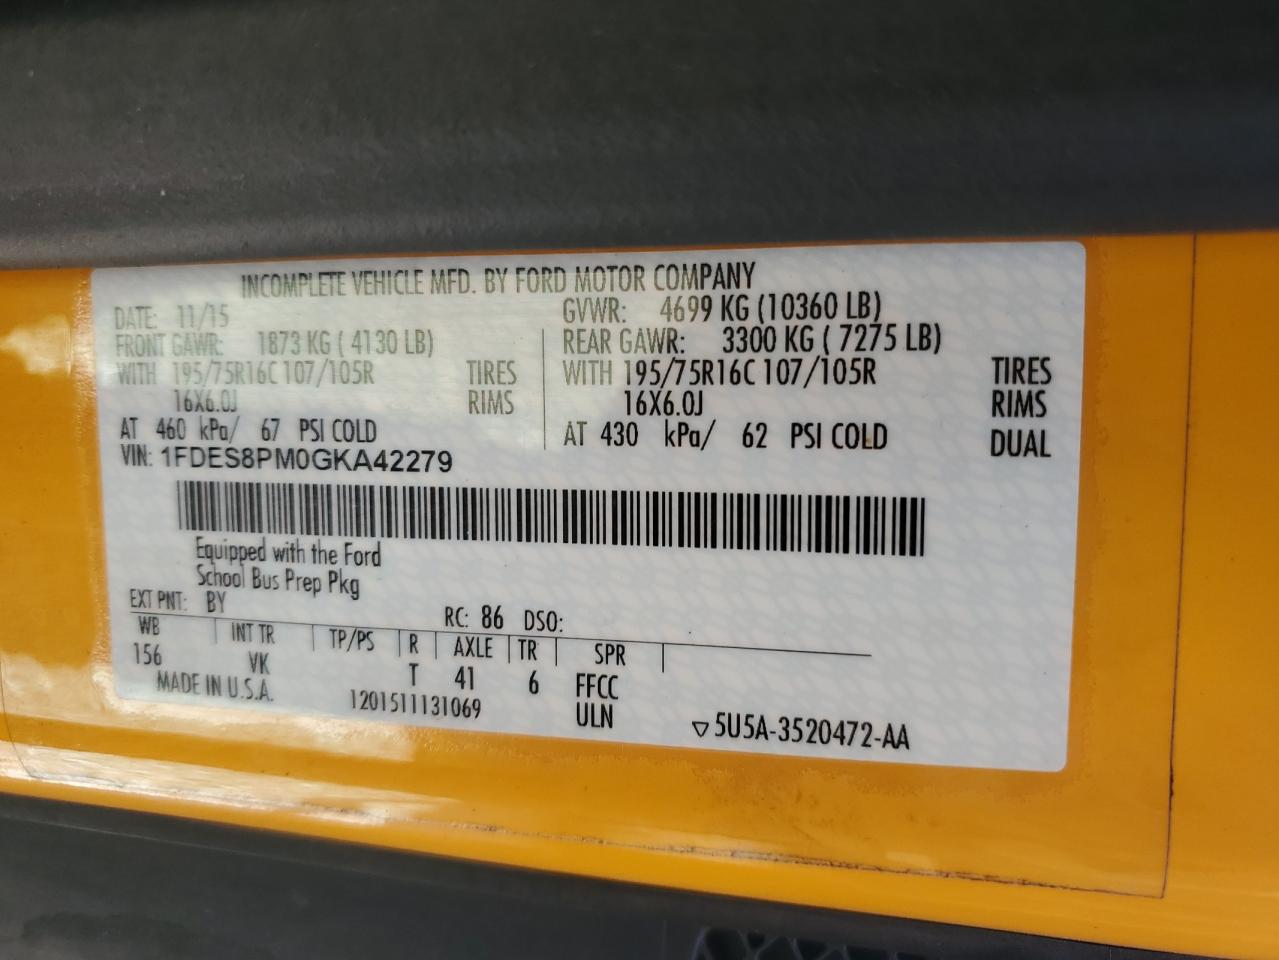 INCOMPLETE VEHICLE MFD. BY FORD MOTOR COMPANY
DATE: 11/15 GVWR: 4699 KG (10360 LB)
FRONT GAWR: 1873 KG ( 4130 LB) REAR GAWR: 3300 KG ( 7275 LB)
WITH 195/75R16C 107/105R TIRES WITH 195/75R16C 107/105R TIRES
16X6.0J RIMS 16X6.0J RIMS
AT 460 kPa/ 67 PSI COLD AT 430 kPa/ 62 PSI COLD DUAL
VIN: 1FDES8PM0GKA42279
Equipped with the Ford
School Bus Prep Pkg
EXT PNT: BY RC: 86 DSO:
WB INT TR TP/PS R AXLE TR SPR
156 VK T 41 6 FFCC
MADE IN U.S.A. 1201511131069 ULN ▽5U5A-3520472-AA